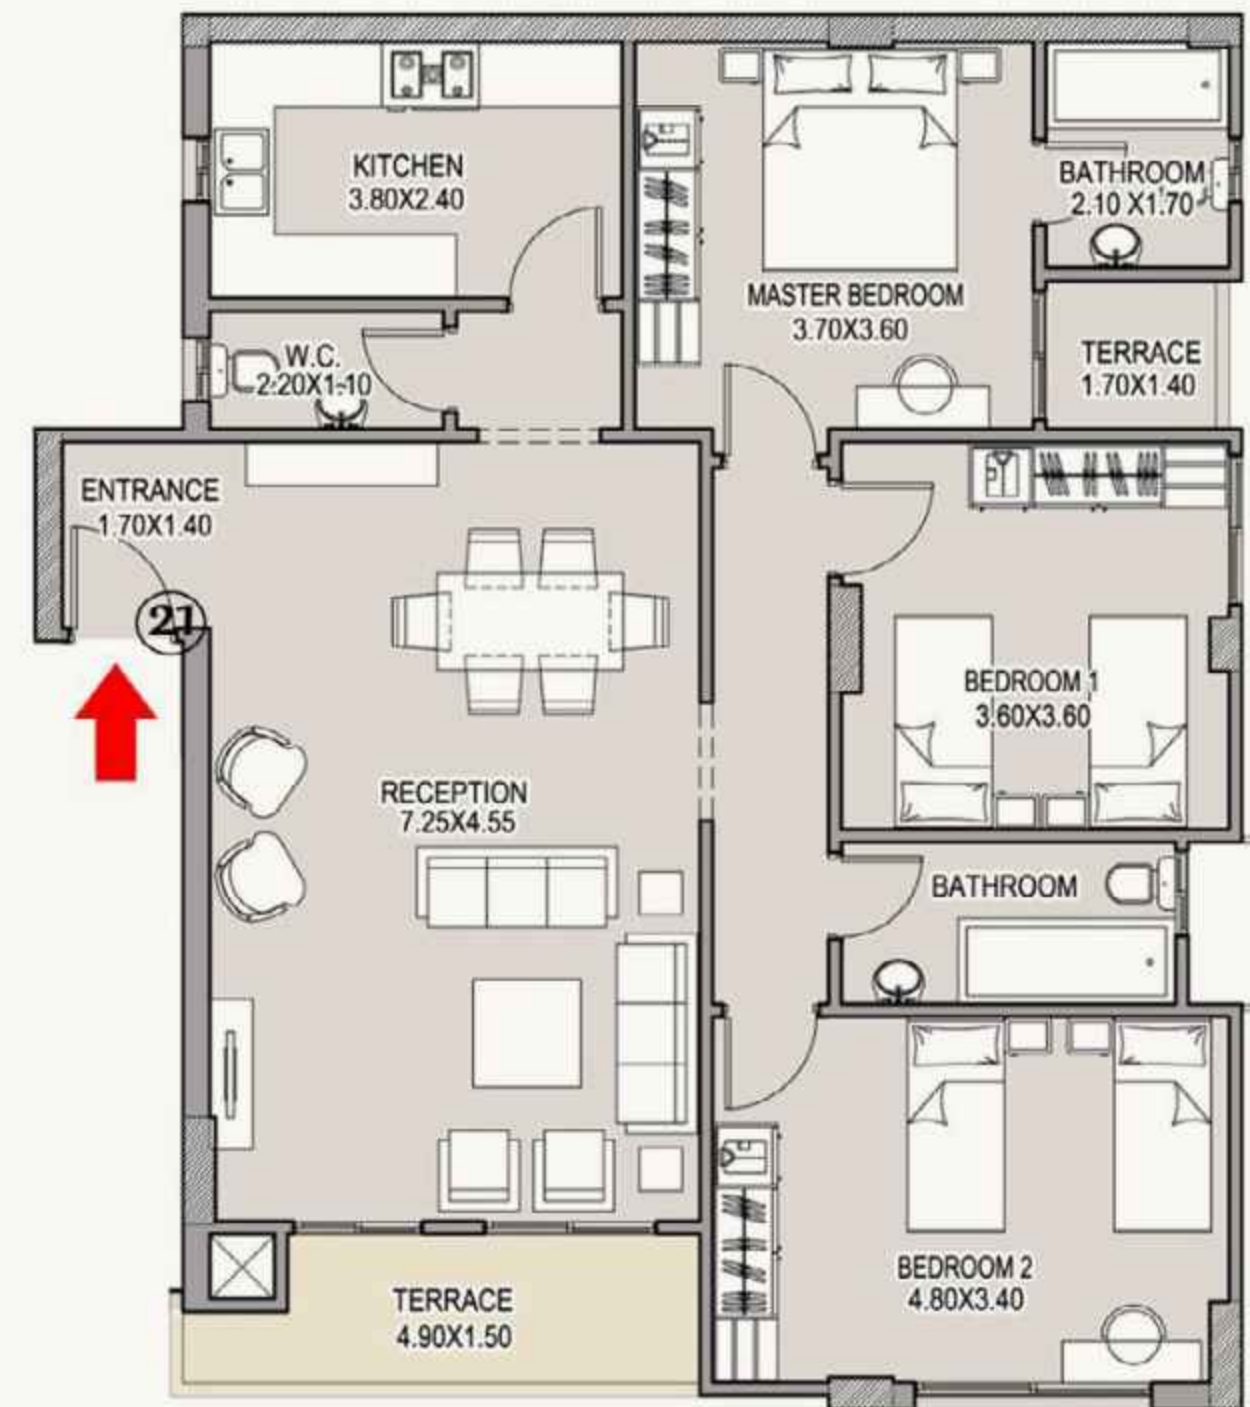 KITCHEN
3.80X2.40
BATHROOM
2.10 X1.70
MASTER BEDROOM
3.70X3.60
W.C.
2.20X1.10
TERRACE
1.70X1.40
ENTRANCE
1.70X1.40
21
BEDROOM 1
3.60X3.60
RECEPTION
7.25X4.55
BATHROOM
BEDROOM 2
4.80X3.40
TERRACE
4.90X1.50